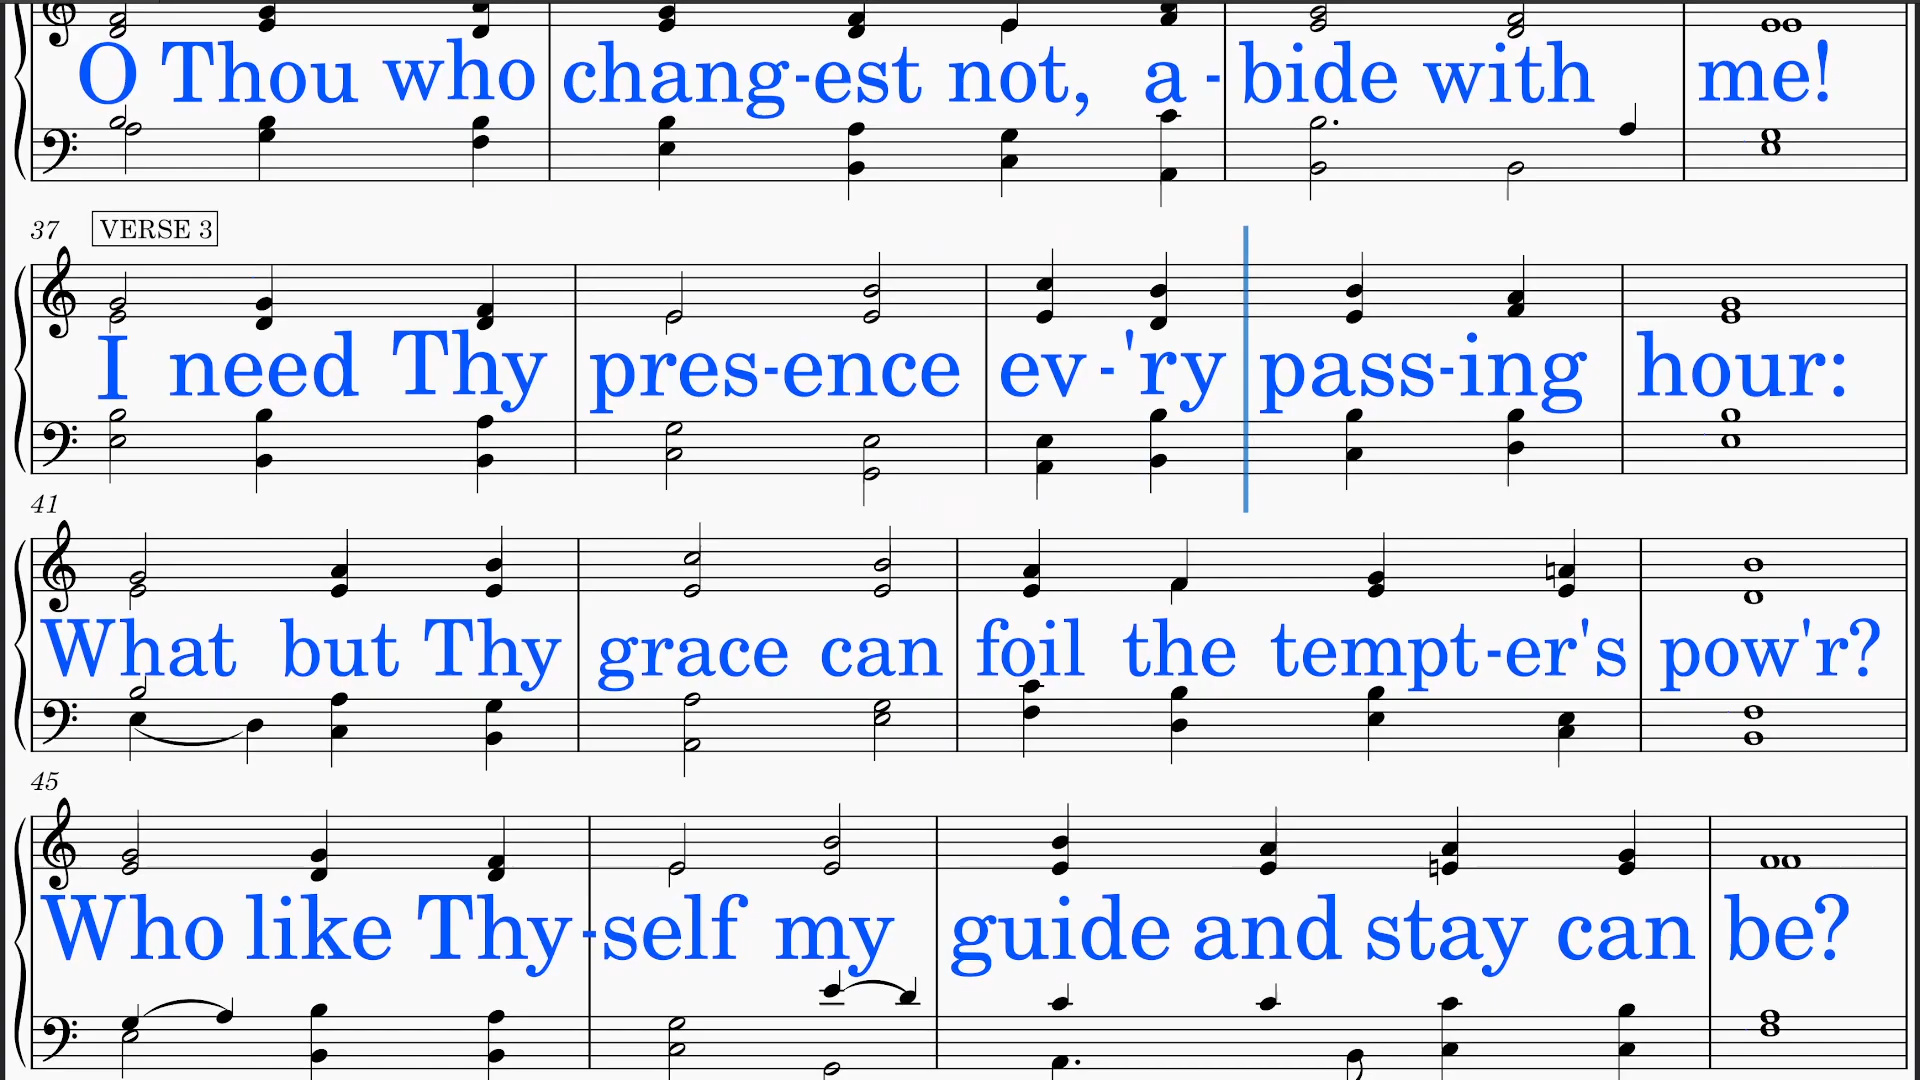 O Thou who chang-est not, a - bide with me!
37 VERSE 3
I need Thy pres-ence ev - 'ry pass-ing hour:
41
What but Thy grace can foil the tempt-er's pow'r?
45
Who like Thy-self my guide and stay can be?